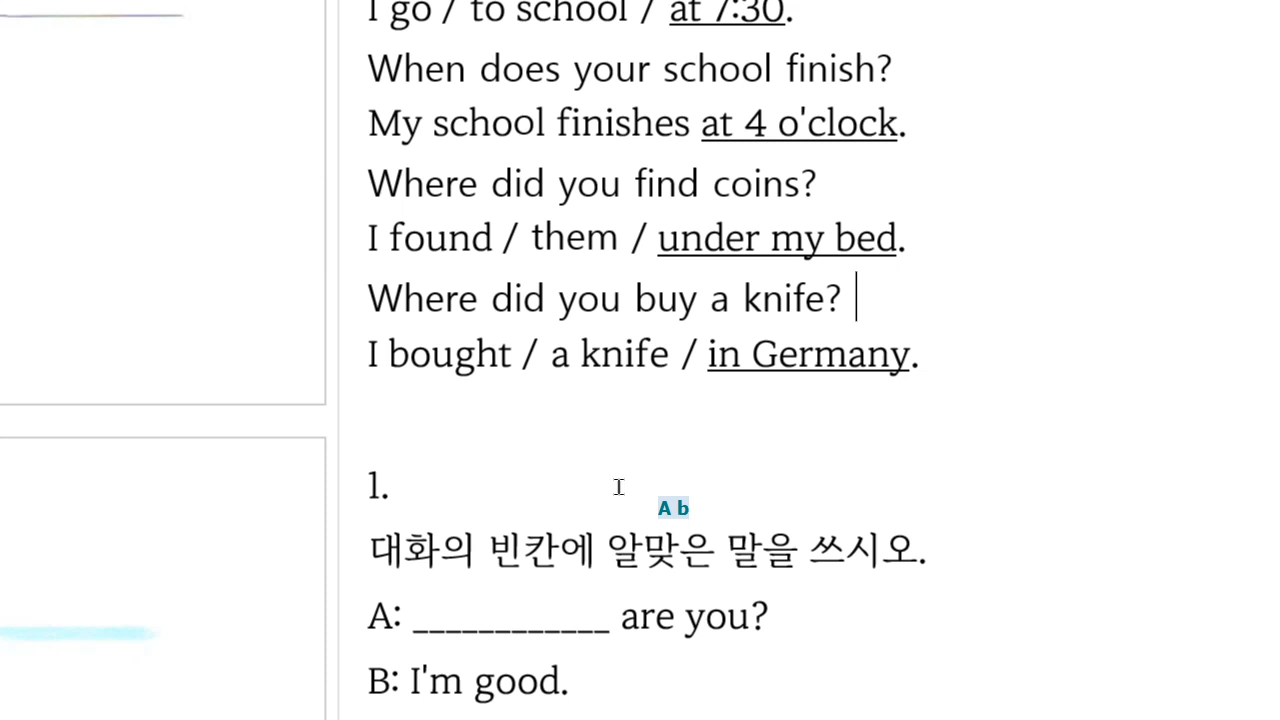 I go / to school / at 7:30.
When does your school finish?
My school finishes at 4 o'clock.
Where did you find coins?
I found / them / under my bed.
Where did you buy a knife?
I bought / a knife / in Germany.
1.
A b
대화의 빈칸에 알맞은 말을 쓰시오.
A: ____________ are you?
B: I'm good.